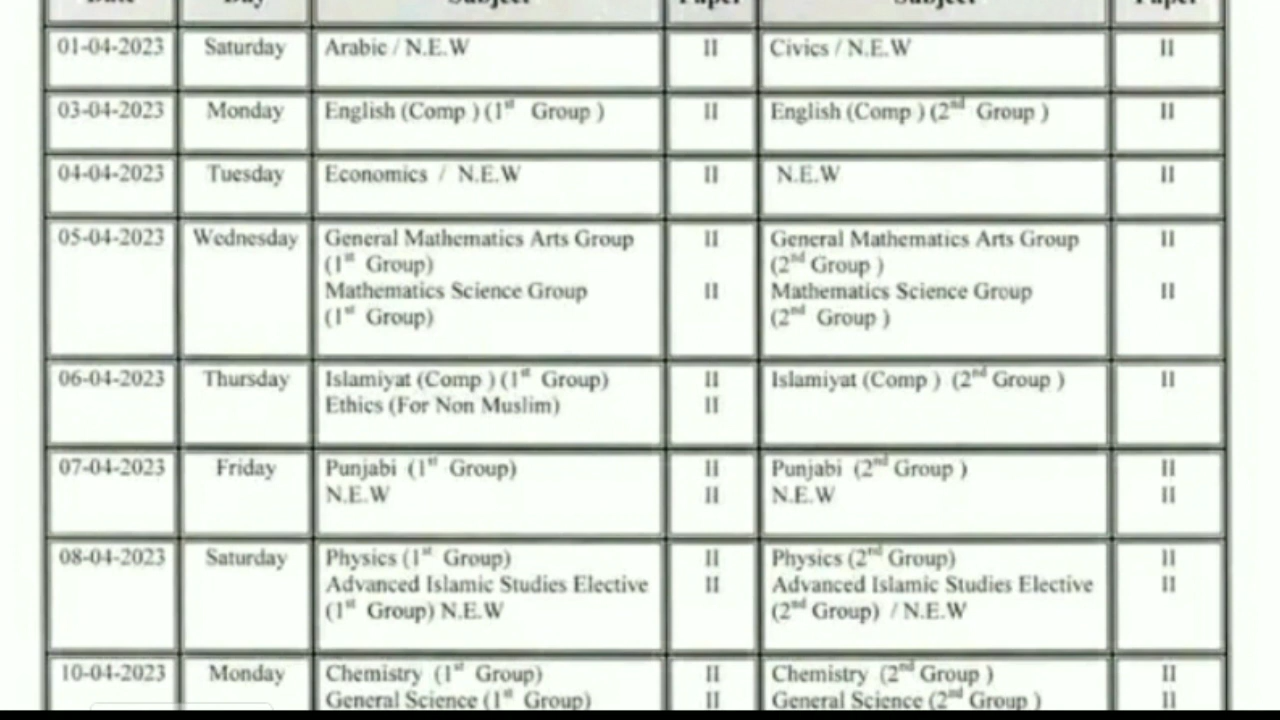 Date Day Subject Paper Subject Paper
01-04-2023 Saturday Arabic / N.E.W II Civics / N.E.W II
03-04-2023 Monday English (Comp ) (1st Group ) II English (Comp ) (2nd Group ) II
04-04-2023 Tuesday Economics / N.E.W II N.E.W II
05-04-2023 Wednesday General Mathematics Arts Group II General Mathematics Arts Group II
(1st Group) (2nd Group )
Mathematics Science Group II Mathematics Science Group II
(1st Group) (2nd Group )
06-04-2023 Thursday Islamiyat (Comp ) (1st Group) II Islamiyat (Comp ) (2nd Group ) II
Ethics (For Non Muslim) II
07-04-2023 Friday Punjabi (1st Group) II Punjabi (2nd Group ) II
N.E.W II N.E.W II
08-04-2023 Saturday Physics (1st Group) II Physics (2nd Group) II
Advanced Islamic Studies Elective II Advanced Islamic Studies Elective II
(1st Group) N.E.W (2nd Group) / N.E.W
10-04-2023 Monday Chemistry (1st Group) II Chemistry (2nd Group ) II
General Science (1st Group) II General Science (2nd Group ) II